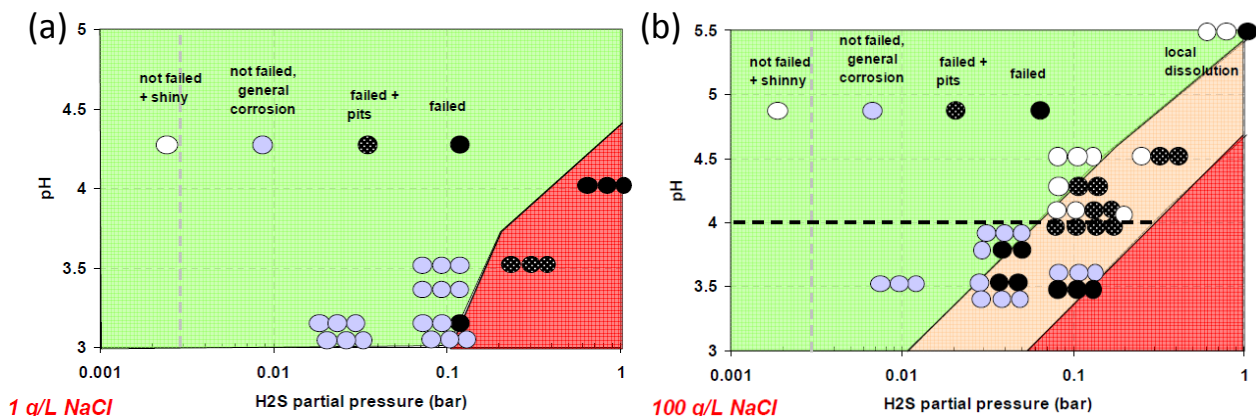 (a)
5
4.5
4
3.5
3
pH
not failed
+ shiny
not failed,
general
corrosion
failed +
pits
failed
0.001
0.01
0.1
1
H2S partial pressure (bar)
1 g/L NaCl
(b)
5.5
5
4.5
4
3.5
3
pH
not failed
+ shinny
not failed,
general
corrosion
failed +
pits
failed
local
dissolution
0.001
0.01
0.1
1
H2S partial pressure (bar)
100 g/L NaCl